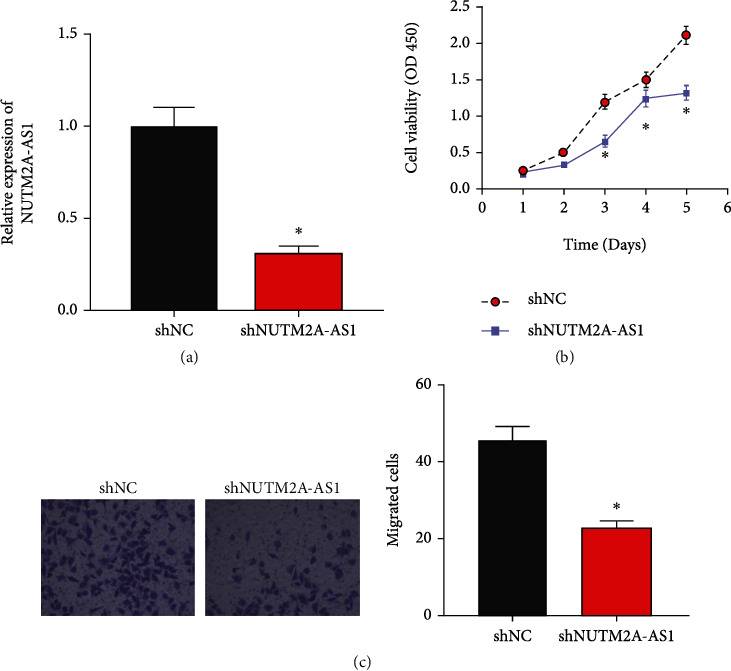 Relative expression of
NUTM2A-AS1
1.5
1.0
0.5
0.0
*
shNC
shNUTM2A-AS1
(a)
Cell viability (OD 450)
2.5
2.0
1.5
1.0
0.5
0.0
*
*
*
0 1 2 3 4 5 6
Time (Days)
shNC
shNUTM2A-AS1
(b)
shNC
shNUTM2A-AS1
Migrated cells
60
40
20
0
*
shNC
shNUTM2A-AS1
(c)